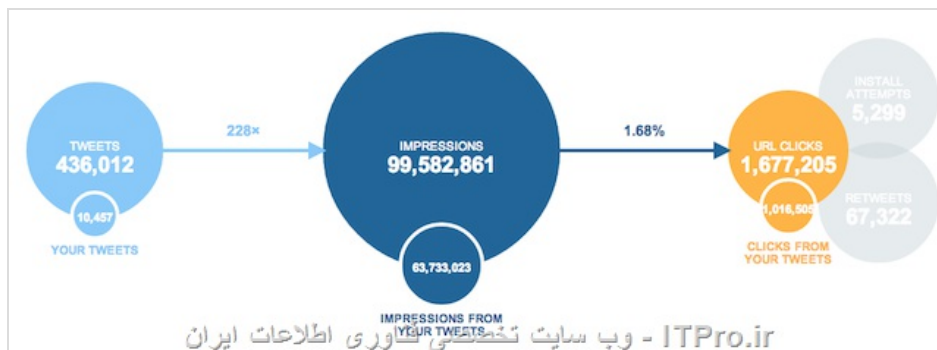 TWEETS
436,012
10,457
YOUR TWEETS
228×
IMPRESSIONS
99,582,861
63,733,023
IMPRESSIONS FROM
YOUR TWEETS
1.68%
URL CLICKS
1,677,205
1,016,505
CLICKS FROM
YOUR TWEETS
INSTALL
ATTEMPTS
5,299
RETWEETS
67,322
ITPro.ir - وب سایت تخصصی فناوری اطلاعات ایران